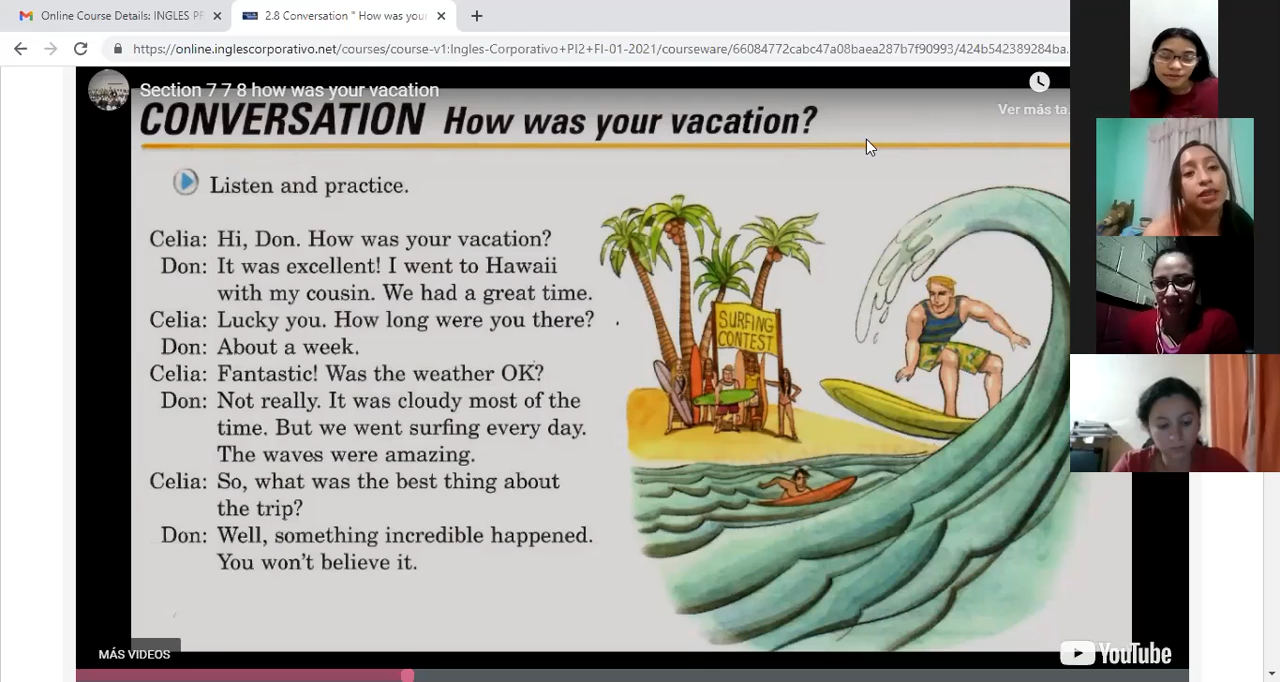 Online Course Details: INGLES PF
2.8 Conversation " How was your
https://online.inglescorporativo.net/courses/course-v1:Ingles-Corporativo+PI2+FI-01-2021/courseware/66084772cabc47a08baea287b7f90993/424b542389284ba.
Section 7 7 8 how was your vacation
Ver más ta.
CONVERSATION How was your vacation?
Listen and practice.
Celia: Hi, Don. How was your vacation?
Don: It was excellent! I went to Hawaii
with my cousin. We had a great time.
Celia: Lucky you. How long were you there?
Don: About a week.
Celia: Fantastic! Was the weather OK?
Don: Not really. It was cloudy most of the
time. But we went surfing every day.
The waves were amazing.
Celia: So, what was the best thing about
the trip?
Don: Well, something incredible happened.
You won't believe it.
SURFING
CONTEST
MÁS VIDEOS
YouTube